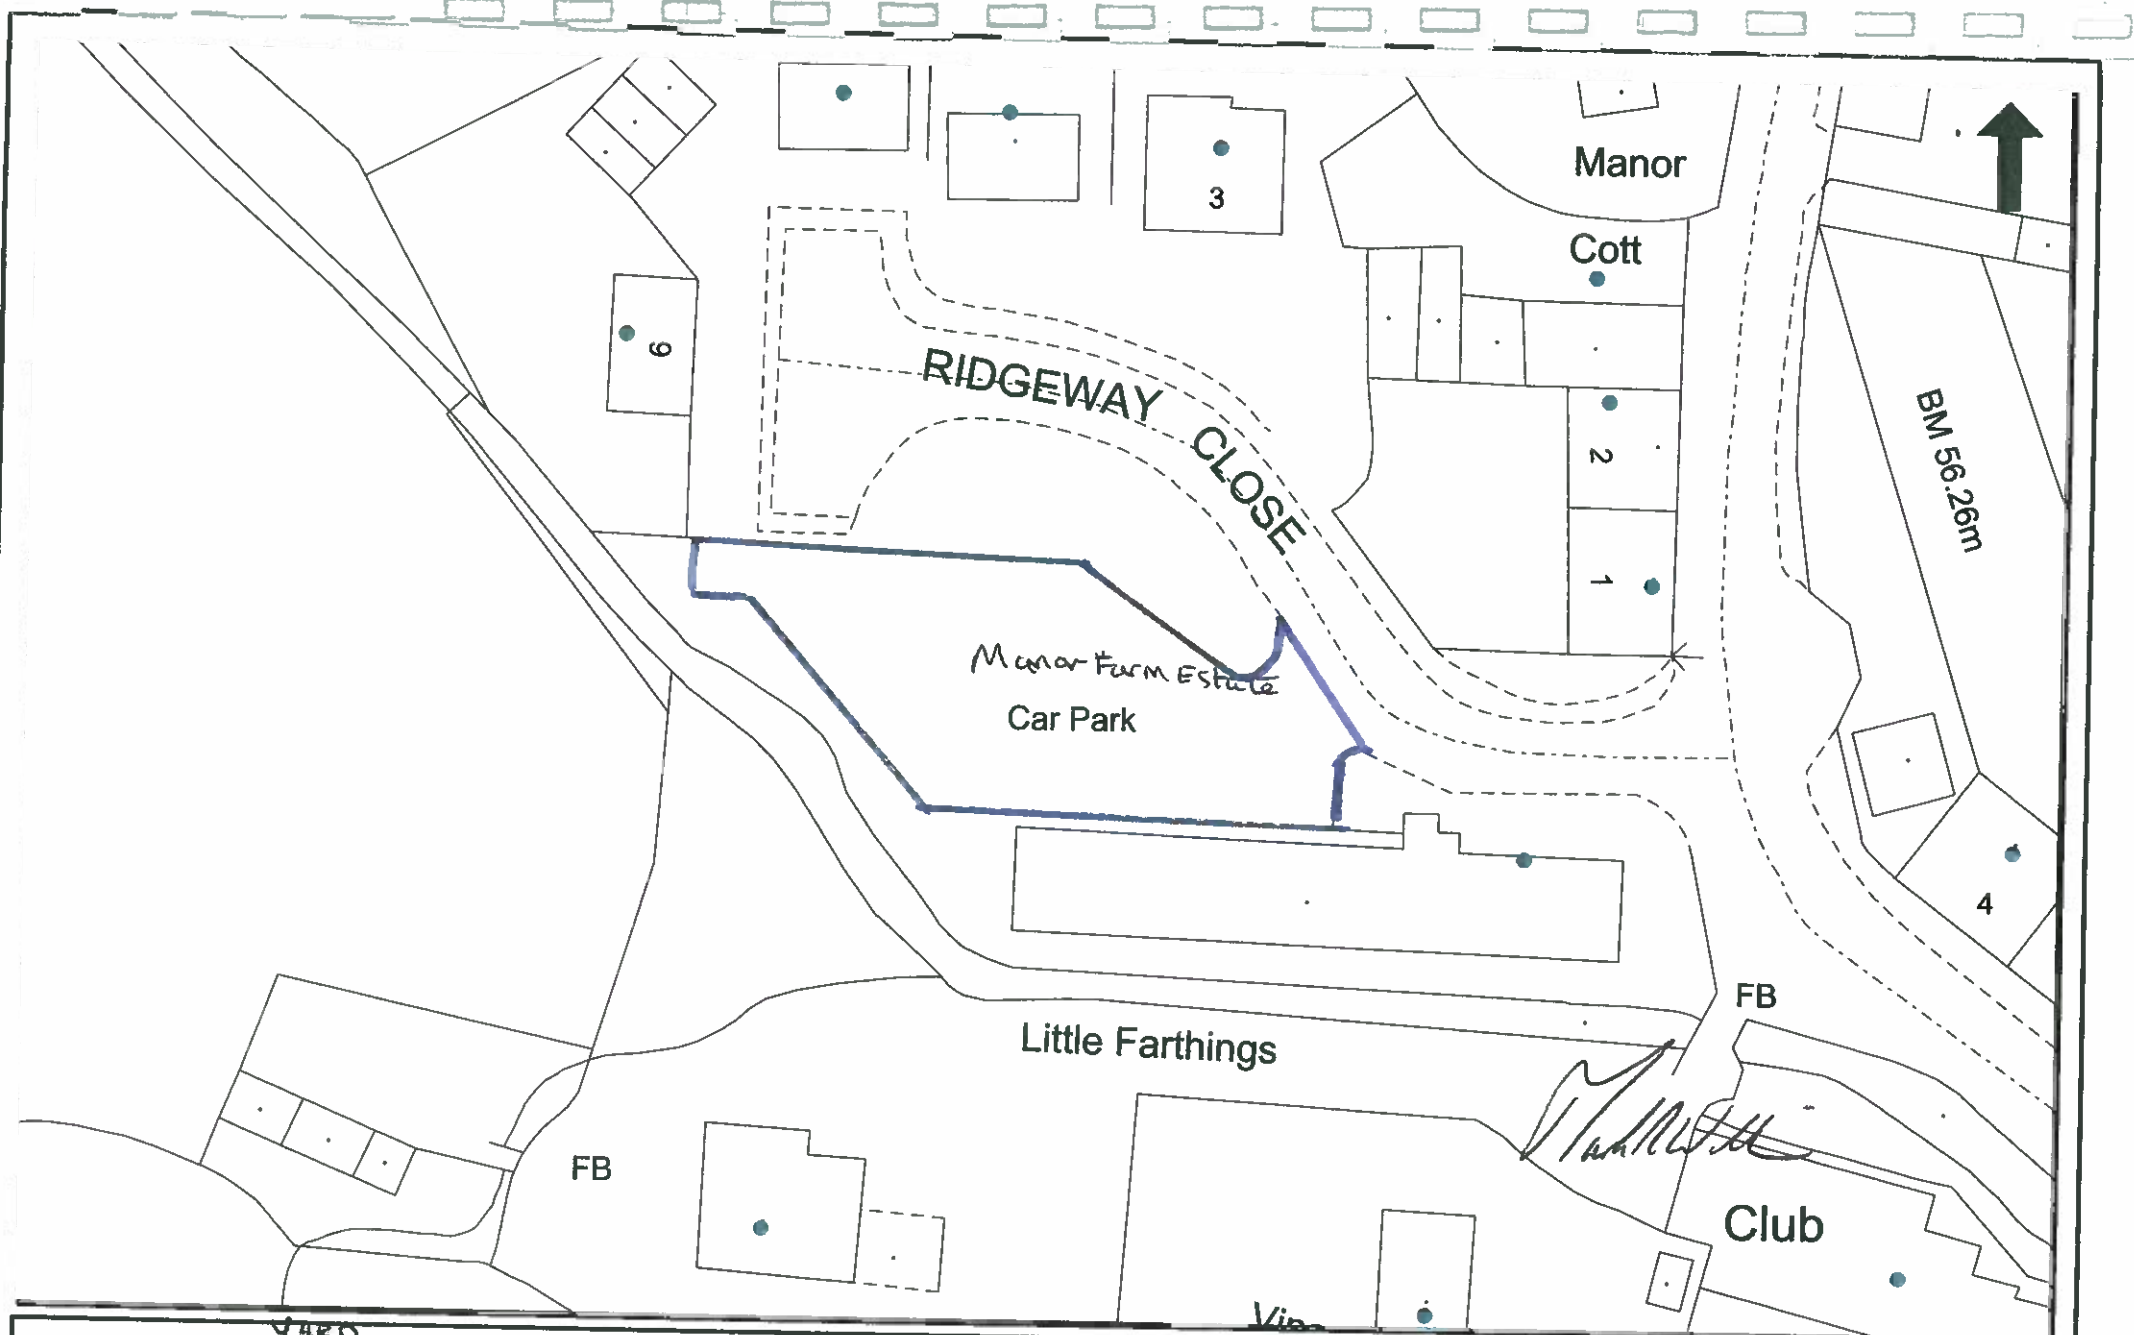 Manor
3
Cott
9
RIDGEWAY CLOSE
2
BM 56.26m
1
Manor Farm Estate
Car Park
4
FB
Little Farthings
FB
Club
YARD